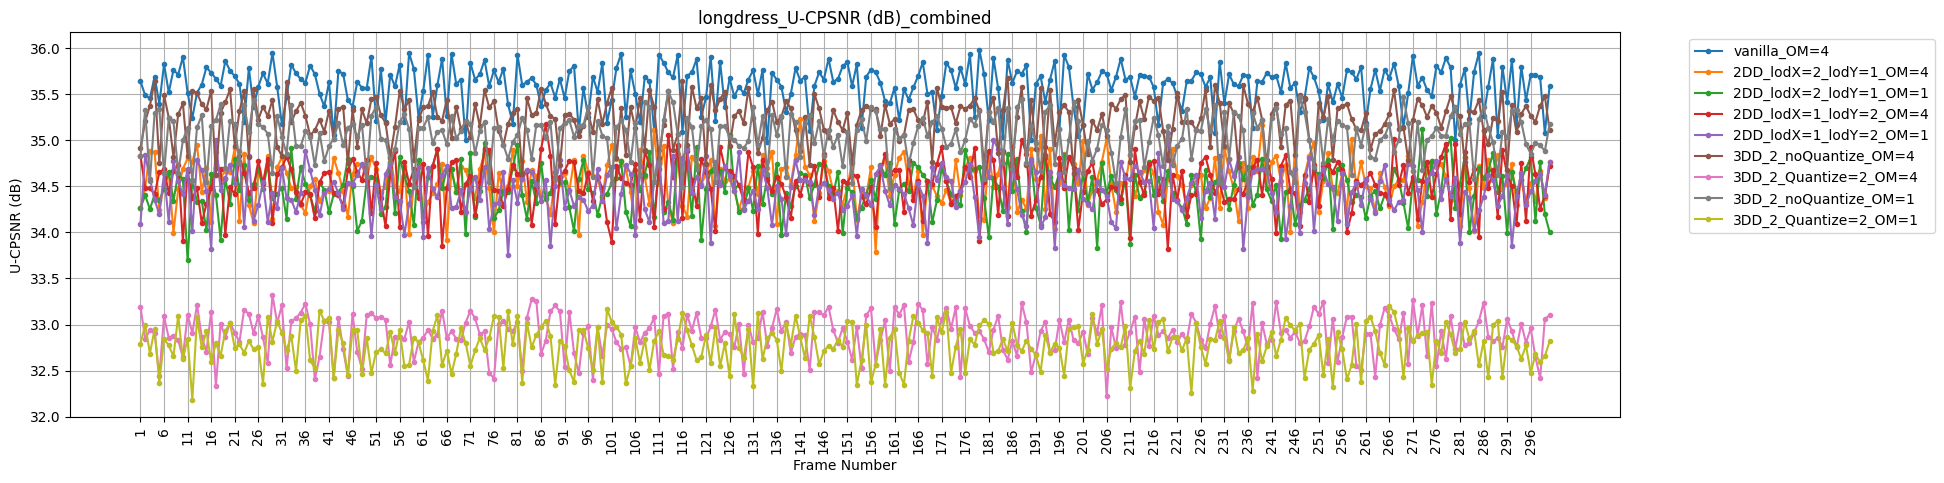 longdress_U-CPSNR (dB)_combined
U-CPSNR (dB)
36.0
35.5
35.0
34.5
34.0
33.5
33.0
32.5
32.0
1 6 11 16 21 26 31 36 41 46 51 56 61 66 71 76 81 86 91 96 101 106 111 116 121 126 131 136 141 146 151 156 161 166 171 176 181 186 191 196 201 206 211 216 221 226 231 236 241 246 251 256 261 266 271 276 281 286 291 296
Frame Number
vanilla_OM=4
2DD_lodX=2_lodY=1_OM=4
2DD_lodX=2_lodY=1_OM=1
2DD_lodX=1_lodY=2_OM=4
2DD_lodX=1_lodY=2_OM=1
3DD_2_noQuantize_OM=4
3DD_2_Quantize=2_OM=4
3DD_2_noQuantize_OM=1
3DD_2_Quantize=2_OM=1